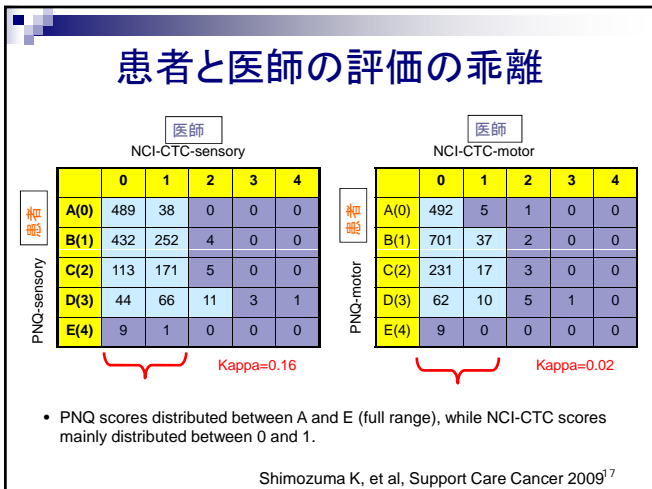 患者と医師の評価の乖離
医師
NCI-CTC-sensory
患者
PNQ-sensory
0 1 2 3 4
A(0) 489 38 0 0 0
B(1) 432 252 4 0 0
C(2) 113 171 5 0 0
D(3) 44 66 11 3 1
E(4) 9 1 0 0 0
Kappa=0.16
医師
NCI-CTC-motor
患者
PNQ-motor
0 1 2 3 4
A(0) 492 5 1 0 0
B(1) 701 37 2 0 0
C(2) 231 17 3 0 0
D(3) 62 10 5 1 0
E(4) 9 0 0 0 0
Kappa=0.02
• PNQ scores distributed between A and E (full range), while NCI-CTC scores
mainly distributed between 0 and 1.
Shimozuma K, et al, Support Care Cancer 2009
17